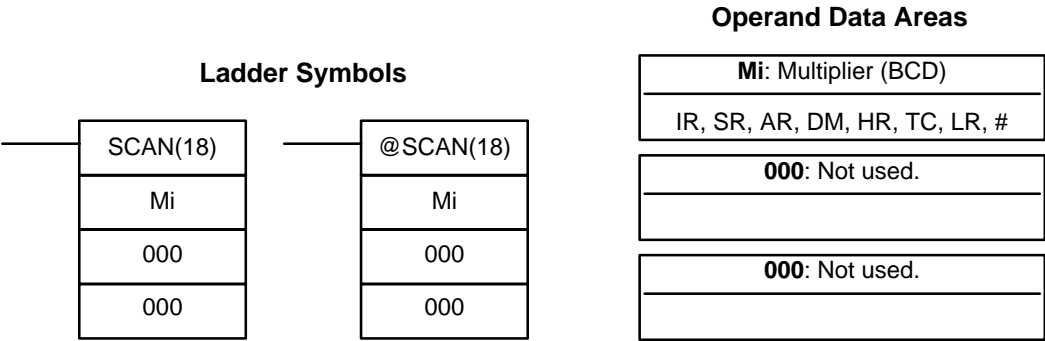 Ladder Symbols
SCAN(18)
Mi
000
000
@SCAN(18)
Mi
000
000
Operand Data Areas
Mi: Multiplier (BCD)
IR, SR, AR, DM, HR, TC, LR, #
000: Not used.
000: Not used.